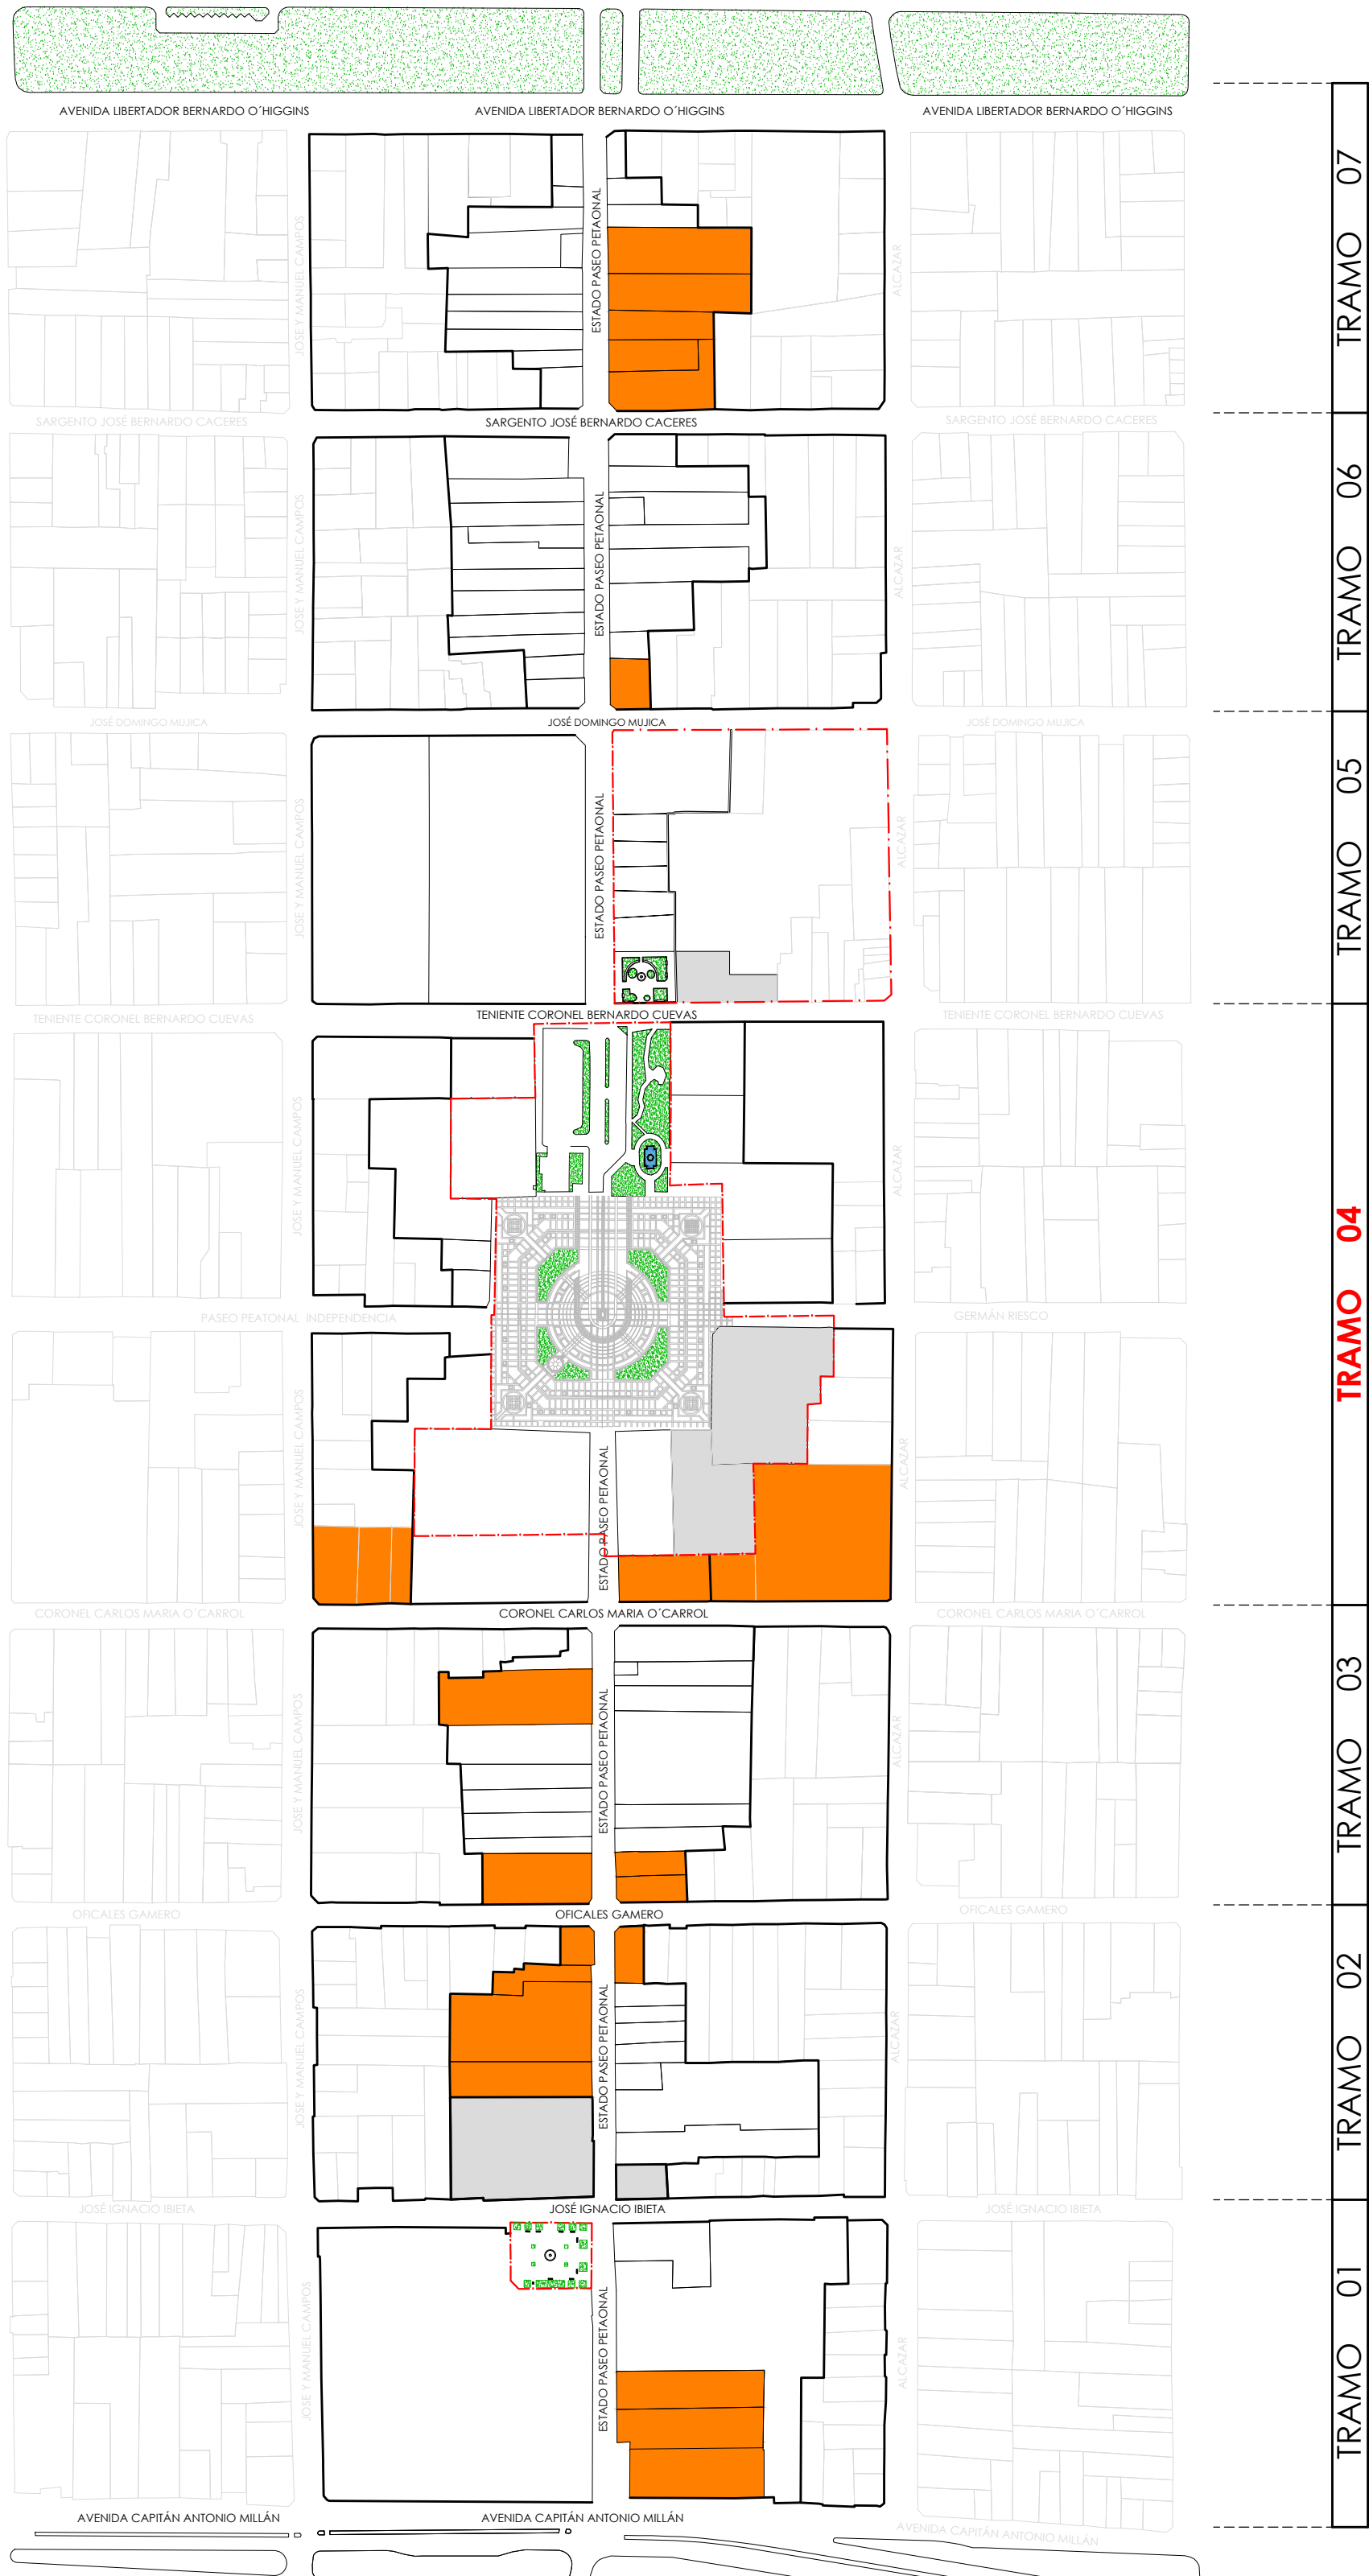 AVENIDA LIBERTADOR BERNARDO O´HIGGINS
AVENIDA LIBERTADOR BERNARDO O´HIGGINS
AVENIDA LIBERTADOR BERNARDO O´HIGGINS
JOSE Y MANUEL CAMPOS
ESTADO PASEO PETAONAL
ALCAZAR
TRAMO 07
SARGENTO JOSÉ BERNARDO CACERES
SARGENTO JOSÉ BERNARDO CACERES
SARGENTO JOSÉ BERNARDO CACERES
JOSE Y MANUEL CAMPOS
ESTADO PASEO PETAONAL
ALCAZAR
TRAMO 06
JOSÉ DOMINGO MUJICA
JOSÉ DOMINGO MUJICA
JOSÉ DOMINGO MUJICA
JOSE Y MANUEL CAMPOS
ESTADO PASEO PETAONAL
ALCAZAR
TRAMO 05
TENIENTE CORONEL BERNARDO CUEVAS
TENIENTE CORONEL BERNARDO CUEVAS
TENIENTE CORONEL BERNARDO CUEVAS
JOSE Y MANUEL CAMPOS
ALCAZAR
TRAMO 04
PASEO PEATONAL INDEPENDENCIA
GERMÁN RIESCO
JOSE Y MANUEL CAMPOS
ESTADO PASEO PETAONAL
ALCAZAR
CORONEL CARLOS MARIA O´CARROL
CORONEL CARLOS MARIA O´CARROL
CORONEL CARLOS MARIA O´CARROL
JOSE Y MANUEL CAMPOS
ESTADO PASEO PETAONAL
ALCAZAR
TRAMO 03
OFICALES GAMERO
OFICALES GAMERO
OFICALES GAMERO
JOSE Y MANUEL CAMPOS
ESTADO PASEO PETAONAL
ALCAZAR
TRAMO 02
JOSÉ IGNACIO IBIETA
JOSÉ IGNACIO IBIETA
JOSÉ IGNACIO IBIETA
JOSE Y MANUEL CAMPOS
ESTADO PASEO PETAONAL
ALCAZAR
TRAMO 01
AVENIDA CAPITÁN ANTONIO MILLÁN
AVENIDA CAPITÁN ANTONIO MILLÁN
AVENIDA CAPITÁN ANTONIO MILLÁN